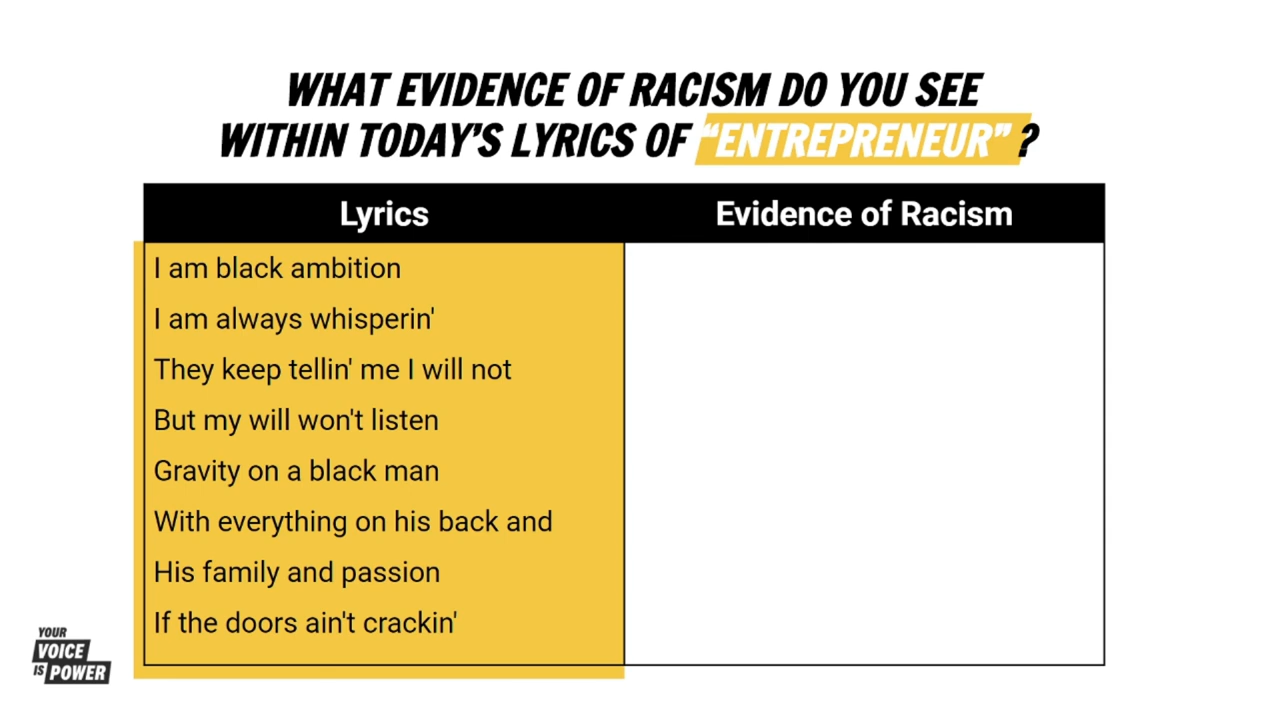 WHAT EVIDENCE OF RACISM DO YOU SEE
WITHIN TODAY'S LYRICS OF “ENTREPRENEUR” ?
Lyrics
Evidence of Racism
I am black ambition
I am always whisperin'
They keep tellin' me I will not
But my will won't listen
Gravity on a black man
With everything on his back and
His family and passion
If the doors ain't crackin'
YOUR
VOICE
IS POWER